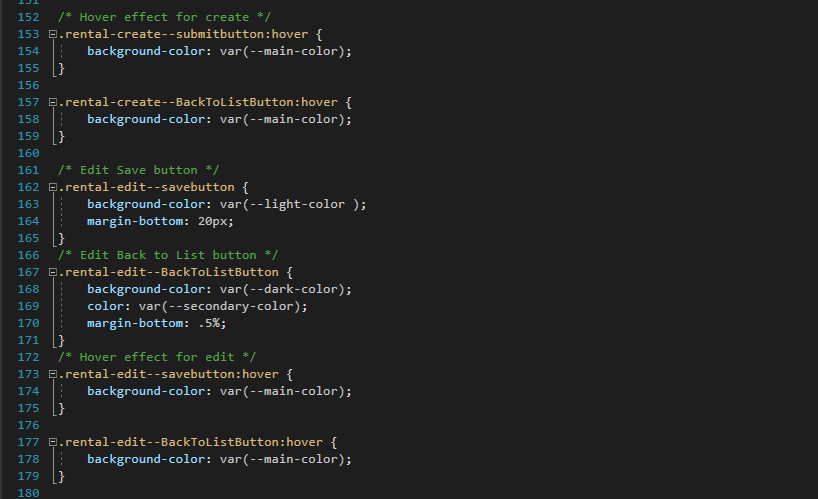 151
152 /* Hover effect for create */
153 .rental-create--submitbutton:hover {
154 background-color: var(--main-color);
155 }
156
157 .rental-create--BackToListButton:hover {
158 background-color: var(--main-color);
159 }
160
161 /* Edit Save button */
162 .rental-edit--savebutton {
163 background-color: var(--light-color );
164 margin-bottom: 20px;
165 }
166 /* Edit Back to List button */
167 .rental-edit--BackToListButton {
168 background-color: var(--dark-color);
169 color: var(--secondary-color);
170 margin-bottom: .5%;
171 }
172 /* Hover effect for edit */
173 .rental-edit--savebutton:hover {
174 background-color: var(--main-color);
175 }
176
177 .rental-edit--BackToListButton:hover {
178 background-color: var(--main-color);
179 }
180